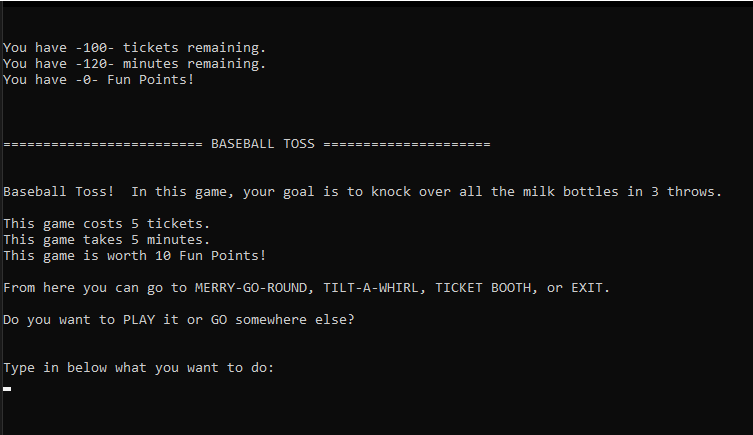 You have -100- tickets remaining.
You have -120- minutes remaining.
You have -0- Fun Points!
========================= BASEBALL TOSS =====================
Baseball Toss!  In this game, your goal is to knock over all the milk bottles in 3 throws.
This game costs 5 tickets.
This game takes 5 minutes.
This game is worth 10 Fun Points!
From here you can go to MERRY-GO-ROUND, TILT-A-WHIRL, TICKET BOOTH, or EXIT.
Do you want to PLAY it or GO somewhere else?
Type in below what you want to do: